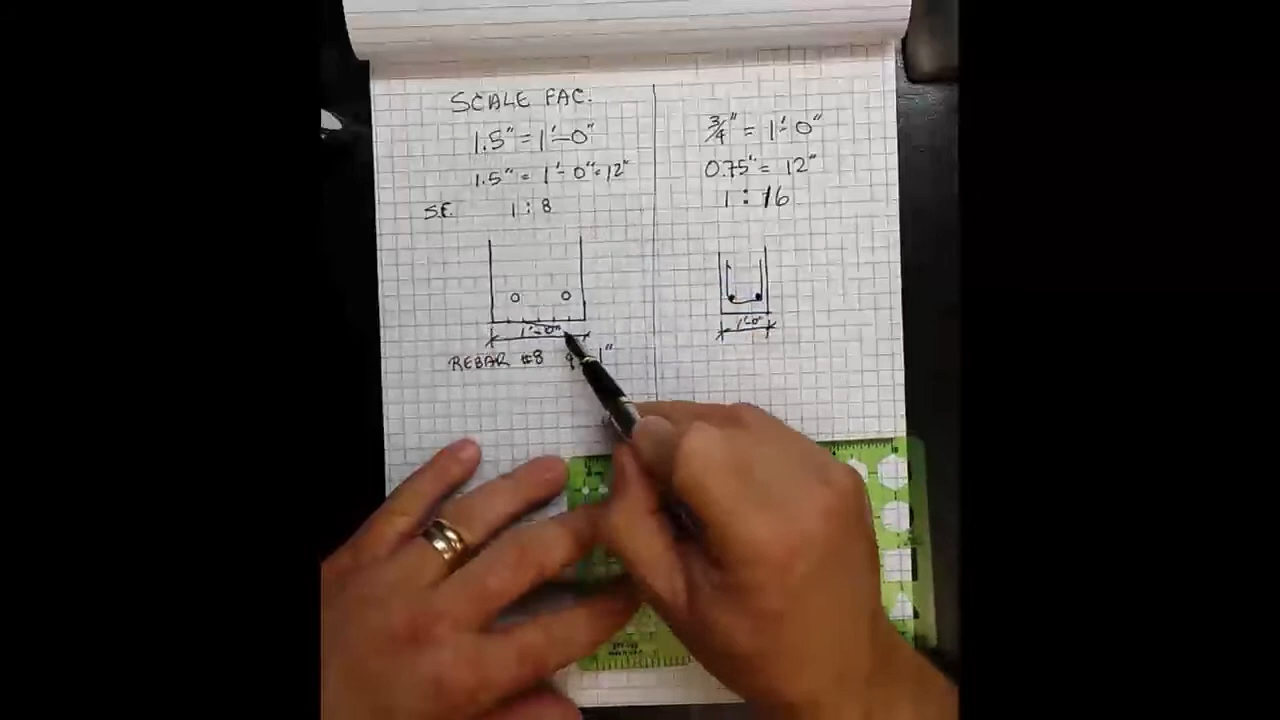 SCALE FAC.
1.5" = 1'-0"
1.5" = 1'-0" = 12"
S.F. 1 : 8
1'-0"
REBAR #8 1"
3/4" = 1'-0"
0.75" = 12"
1 : 16
1'-0"